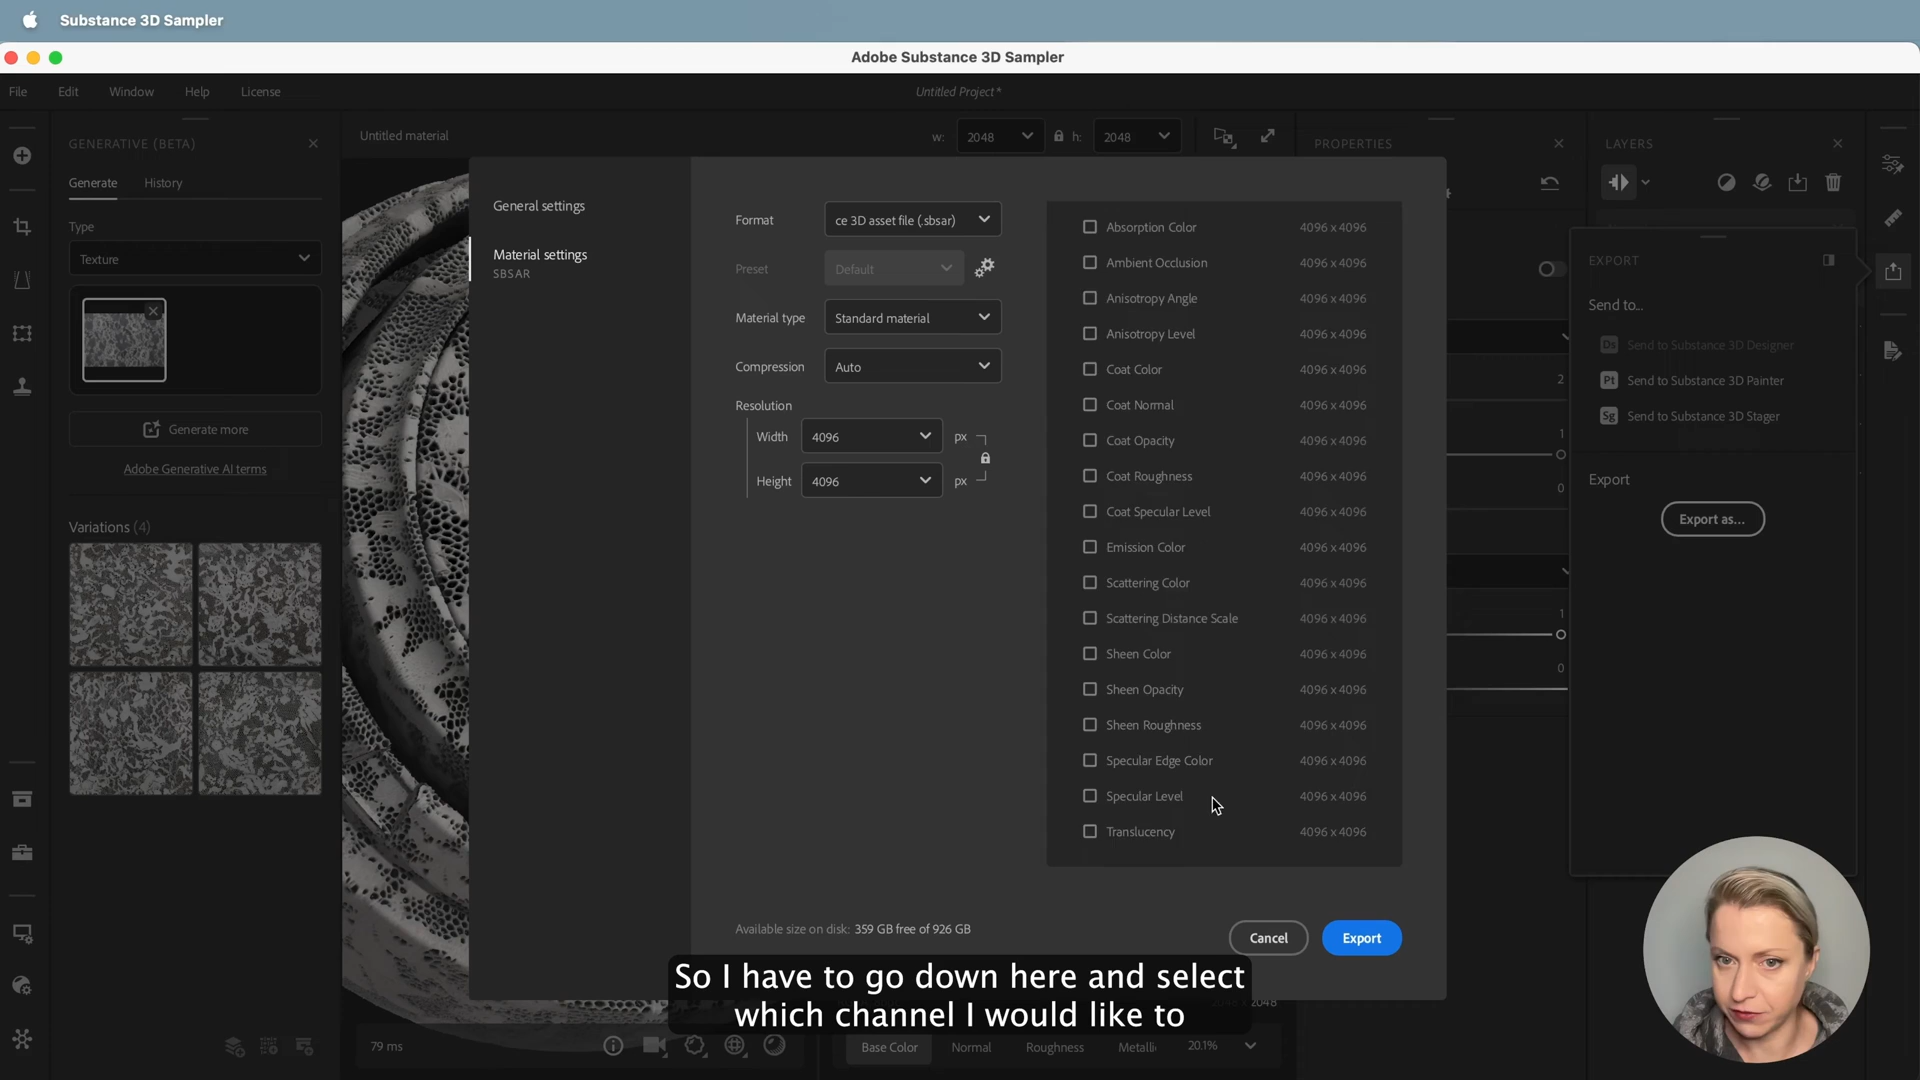 Substance 3D Sampler
Adobe Substance 3D Sampler
File Edit Window Help License
Untitled Project*
GENERATIVE (BETA)
Generate History
Type
Texture
Generate more
Adobe Generative AI terms
Variations (4)
Untitled material
w: 2048 h: 2048
General settings
Material settings
SBSAR
Format ce 3D asset file (.sbsar)
Preset Default
Material type Standard material
Compression Auto
Resolution
Width 4096 px
Height 4096 px
Absorption Color 4096 x 4096
Ambient Occlusion 4096 x 4096
Anisotropy Angle 4096 x 4096
Anisotropy Level 4096 x 4096
Coat Color 4096 x 4096
Coat Normal 4096 x 4096
Coat Opacity 4096 x 4096
Coat Roughness 4096 x 4096
Coat Specular Level 4096 x 4096
Emission Color 4096 x 4096
Scattering Color 4096 x 4096
Scattering Distance Scale 4096 x 4096
Sheen Color 4096 x 4096
Sheen Opacity 4096 x 4096
Sheen Roughness 4096 x 4096
Specular Edge Color 4096 x 4096
Specular Level 4096 x 4096
Translucency 4096 x 4096
Available size on disk: 359 GB free of 926 GB
Cancel Export
PROPERTIES
2
1
0
1
0
LAYERS
EXPORT
Send to...
Ds Send to Substance 3D Designer
Pt Send to Substance 3D Painter
Sg Send to Substance 3D Stager
Export
Export as...
So I have to go down here and select
which channel I would like to
79 ms
Base Color Normal Roughness Metalli 20.1%